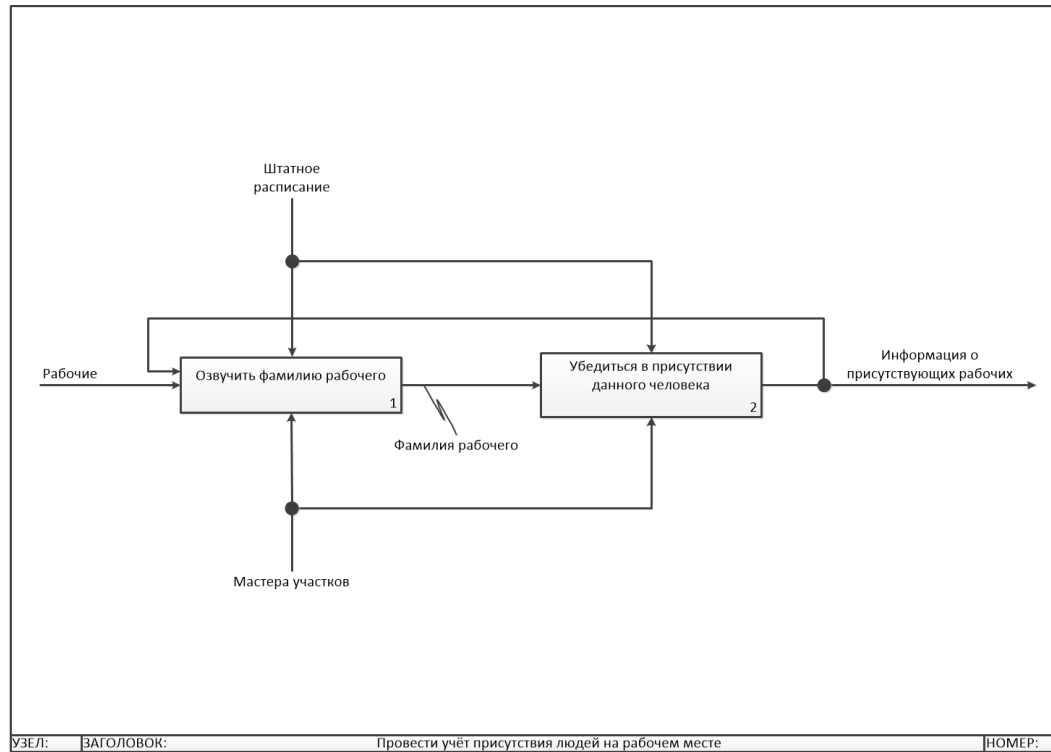 Штатное
расписание
Рабочие
Озвучить фамилию рабочего
1
Фамилия рабочего
Убедиться в присутствии
данного человека
2
Информация о
присутствующих рабочих
Мастера участков
УЗЕЛ:
ЗАГОЛОВОК:
Провести учёт присутствия людей на рабочем месте
НОМЕР: